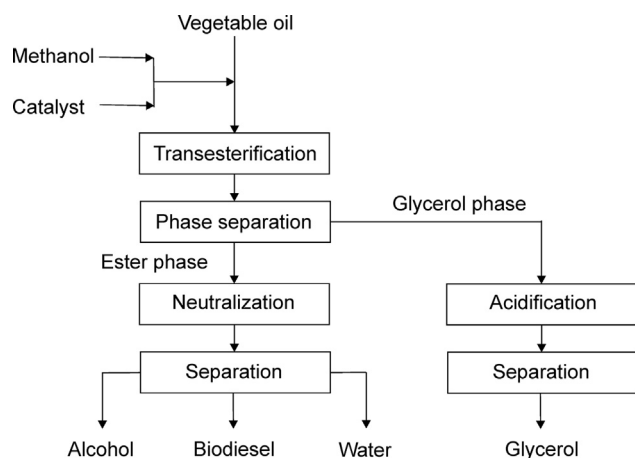 Vegetable oil
Methanol
Catalyst
Transesterification
Phase separation
Glycerol phase
Ester phase
Neutralization
Acidification
Separation
Separation
Alcohol
Biodiesel
Water
Glycerol